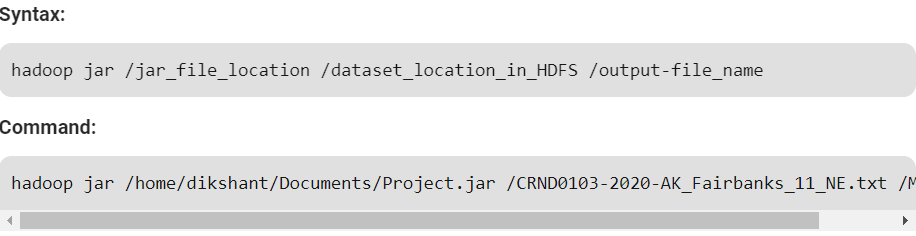 Syntax:
hadoop jar /jar_file_location /dataset_location_in_HDFS /output-file_name
Command:
hadoop jar /home/dikshant/Documents/Project.jar /CRND0103-2020-AK_Fairbanks_11_NE.txt /M